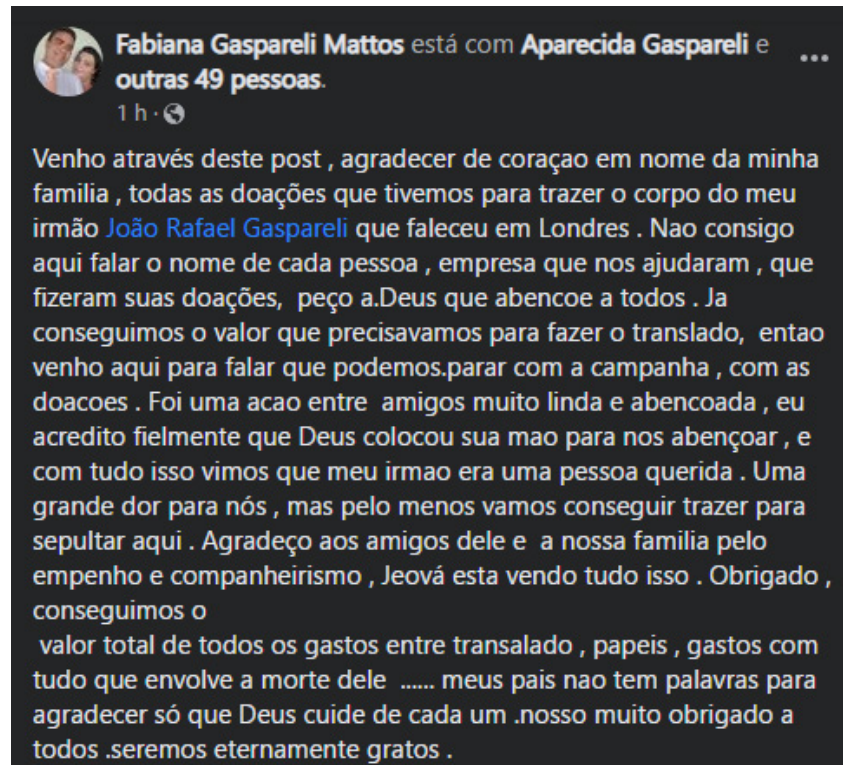 Fabiana Gaspareli Mattos está com Aparecida Gaspareli e
outras 49 pessoas.
1 h ·
Venho através deste post , agradecer de coraçao em nome da minha
familia , todas as doações que tivemos para trazer o corpo do meu
irmão João Rafael Gaspareli que faleceu em Londres . Nao consigo
aqui falar o nome de cada pessoa , empresa que nos ajudaram , que
fizeram suas doações,  peço a.Deus que abencoe a todos . Ja
conseguimos o valor que precisavamos para fazer o translado,  entao
venho aqui para falar que podemos.parar com a campanha , com as
doacoes . Foi uma acao entre  amigos muito linda e abencoada , eu
acredito fielmente que Deus colocou sua mao para nos abençoar , e
com tudo isso vimos que meu irmao era uma pessoa querida . Uma
grande dor para nós , mas pelo menos vamos conseguir trazer para
sepultar aqui . Agradeço aos amigos dele e  a nossa familia pelo
empenho e companheirismo , Jeová esta vendo tudo isso . Obrigado ,
conseguimos o
valor total de todos os gastos entre transalado , papeis , gastos com
tudo que envolve a morte dele  ...... meus pais nao tem palavras para
agradecer só que Deus cuide de cada um .nosso muito obrigado a
todos .seremos eternamente gratos .